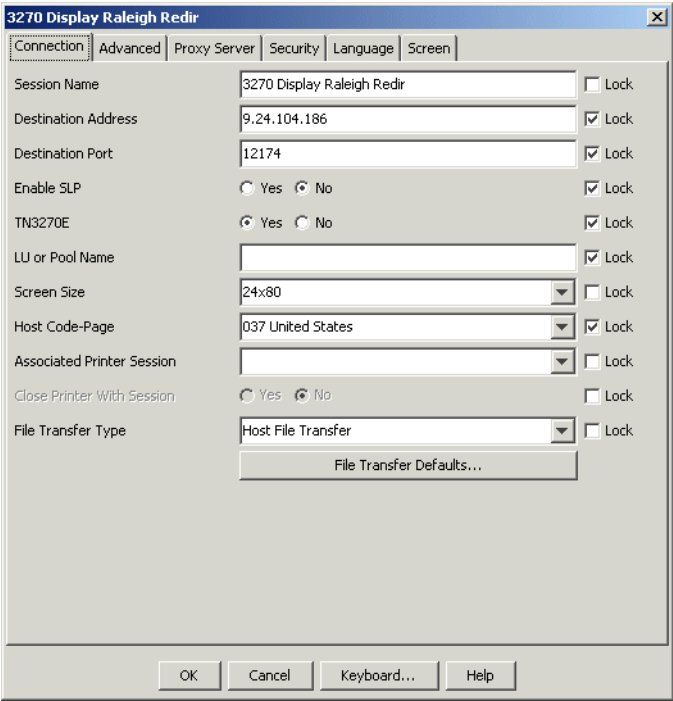 3270 Display Raleigh Redir
Connection Advanced Proxy Server Security Language Screen
Session Name 3270 Display Raleigh Redir Lock
Destination Address 9.24.104.186 Lock
Destination Port 12174 Lock
Enable SLP Yes No Lock
TN3270E Yes No Lock
LU or Pool Name Lock
Screen Size 24x80 Lock
Host Code-Page 037 United States Lock
Associated Printer Session Lock
Close Printer With Session Yes No Lock
File Transfer Type Host File Transfer Lock
File Transfer Defaults...
OK Cancel Keyboard... Help